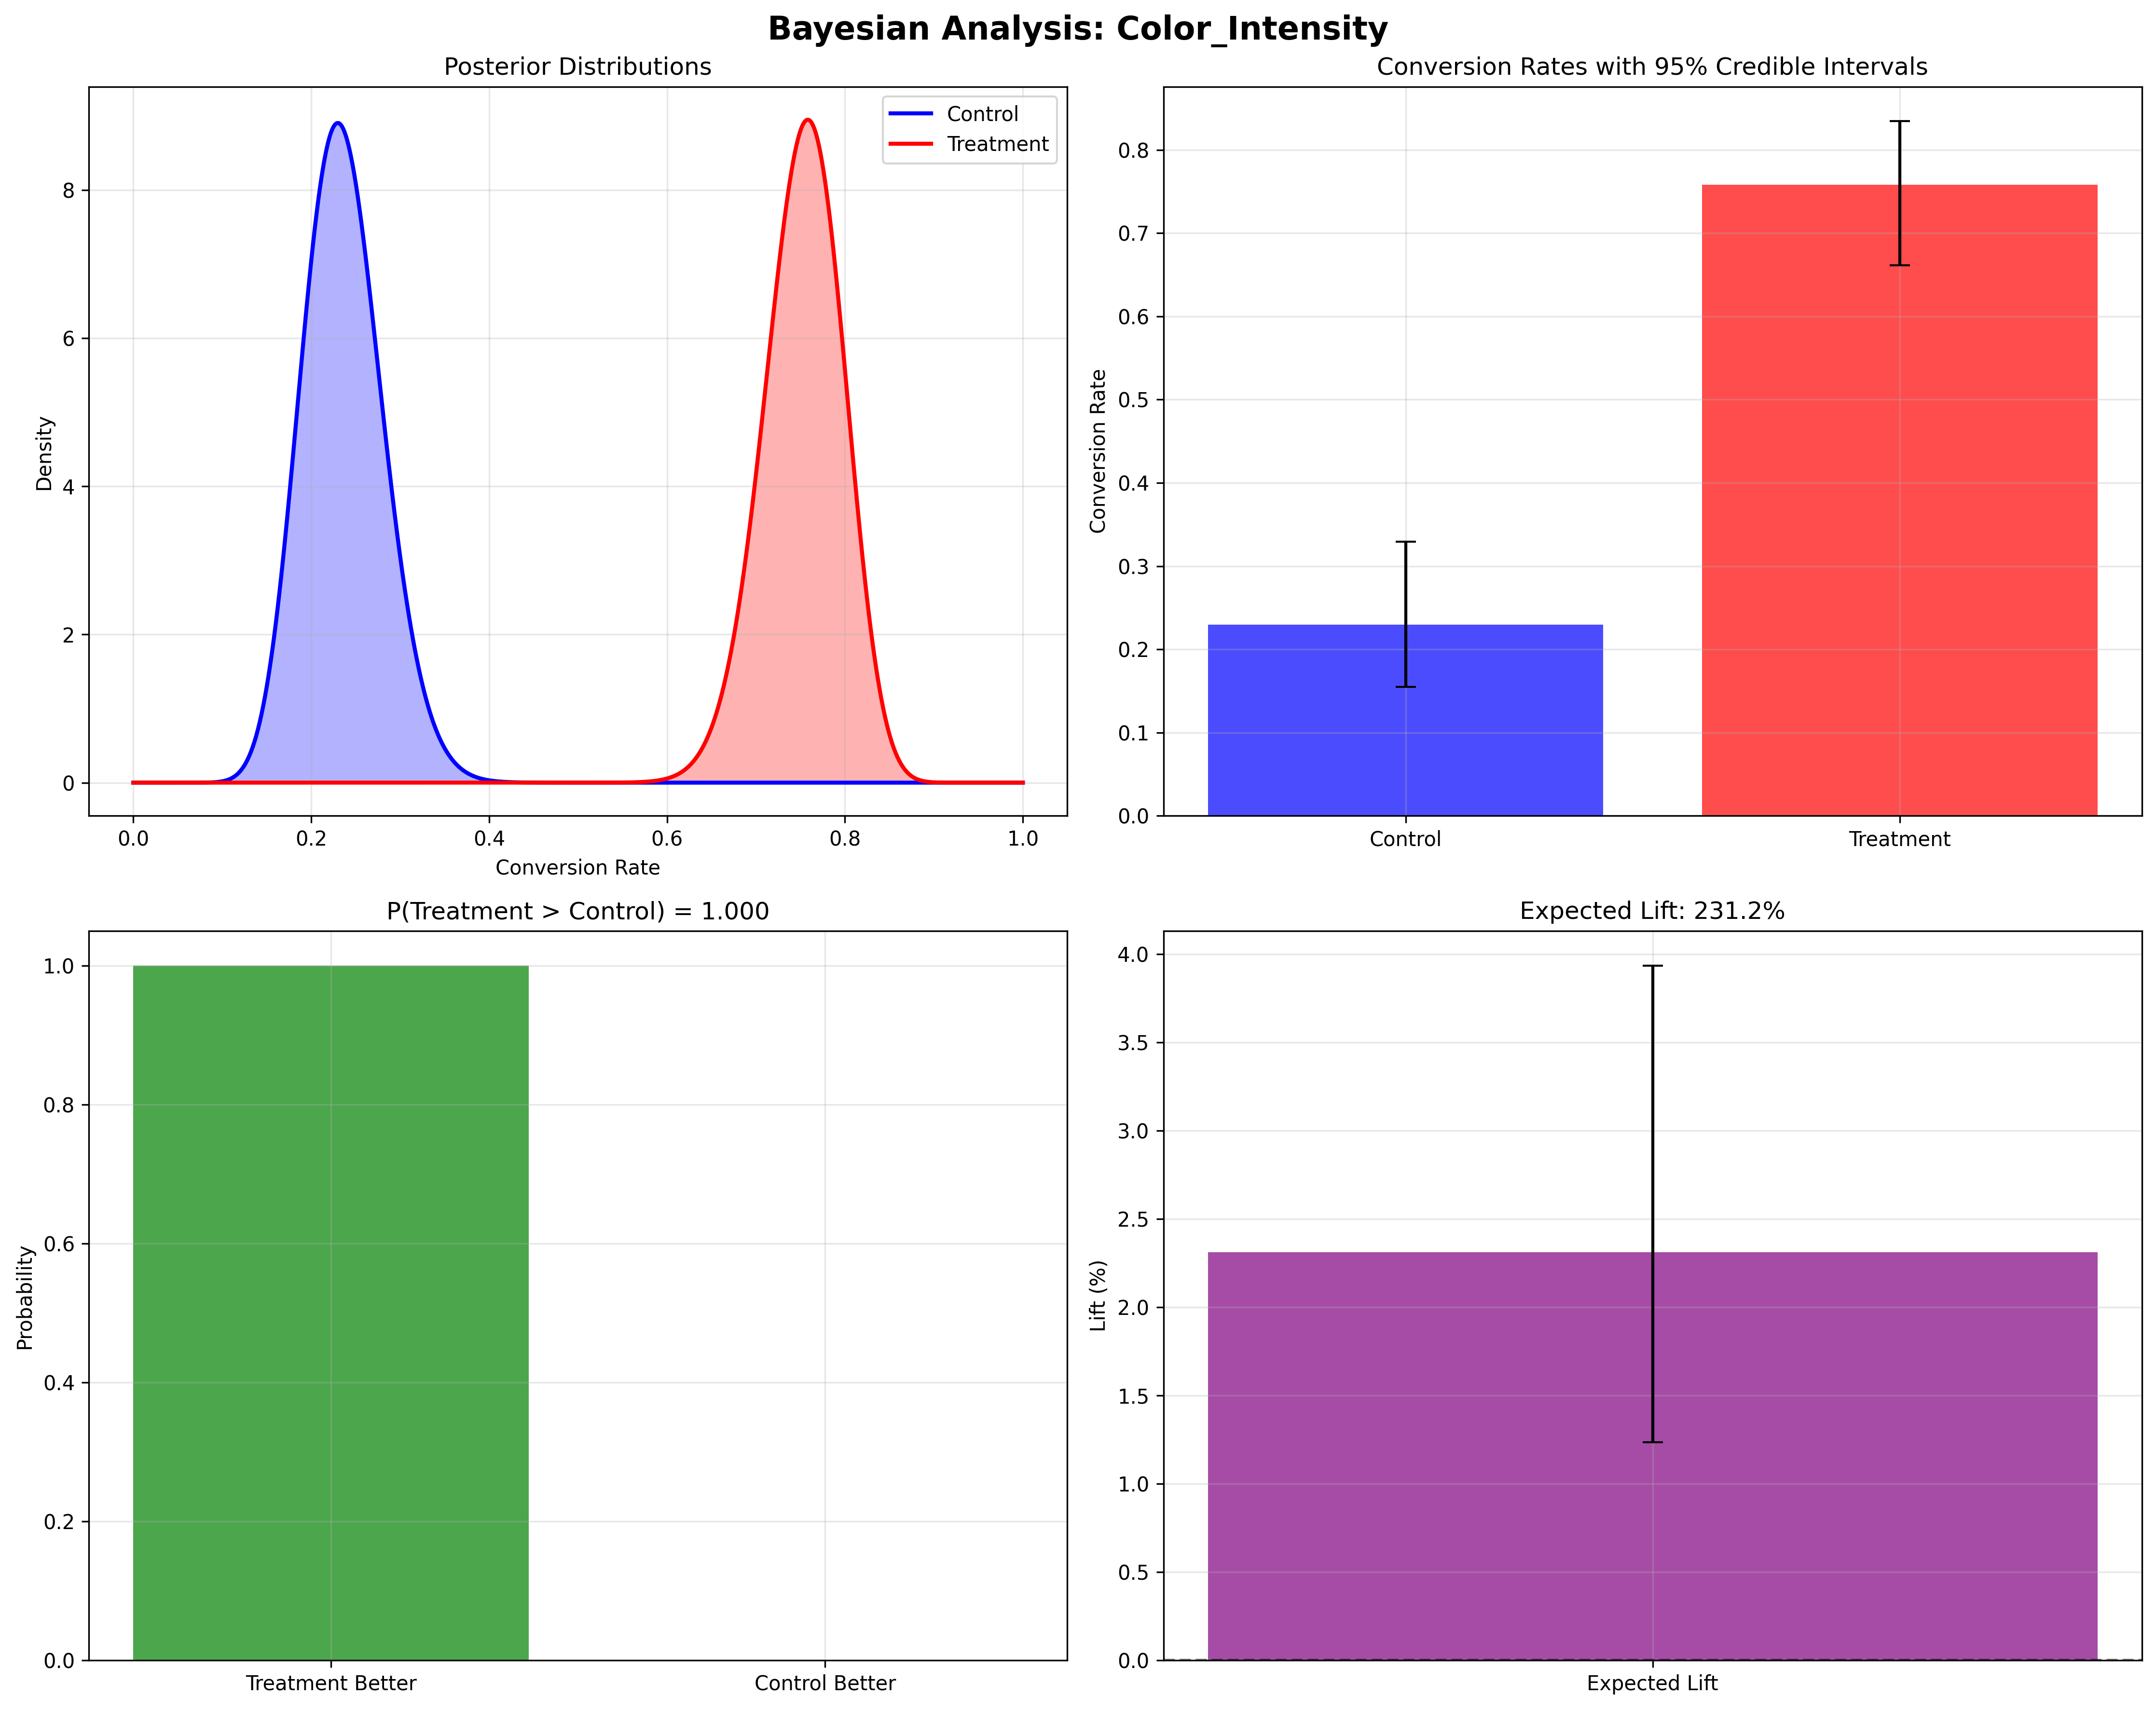 Bayesian Analysis: Color_Intensity
Posterior Distributions
Density
8
6
4
2
0
0.0 0.2 0.4 0.6 0.8 1.0
Conversion Rate
Control
Treatment
Conversion Rates with 95% Credible Intervals
Conversion Rate
0.8
0.7
0.6
0.5
0.4
0.3
0.2
0.1
0.0
Control Treatment
P(Treatment > Control) = 1.000
Probability
1.0
0.8
0.6
0.4
0.2
0.0
Treatment Better Control Better
Expected Lift: 231.2%
Lift (%)
4.0
3.5
3.0
2.5
2.0
1.5
1.0
0.5
0.0
Expected Lift